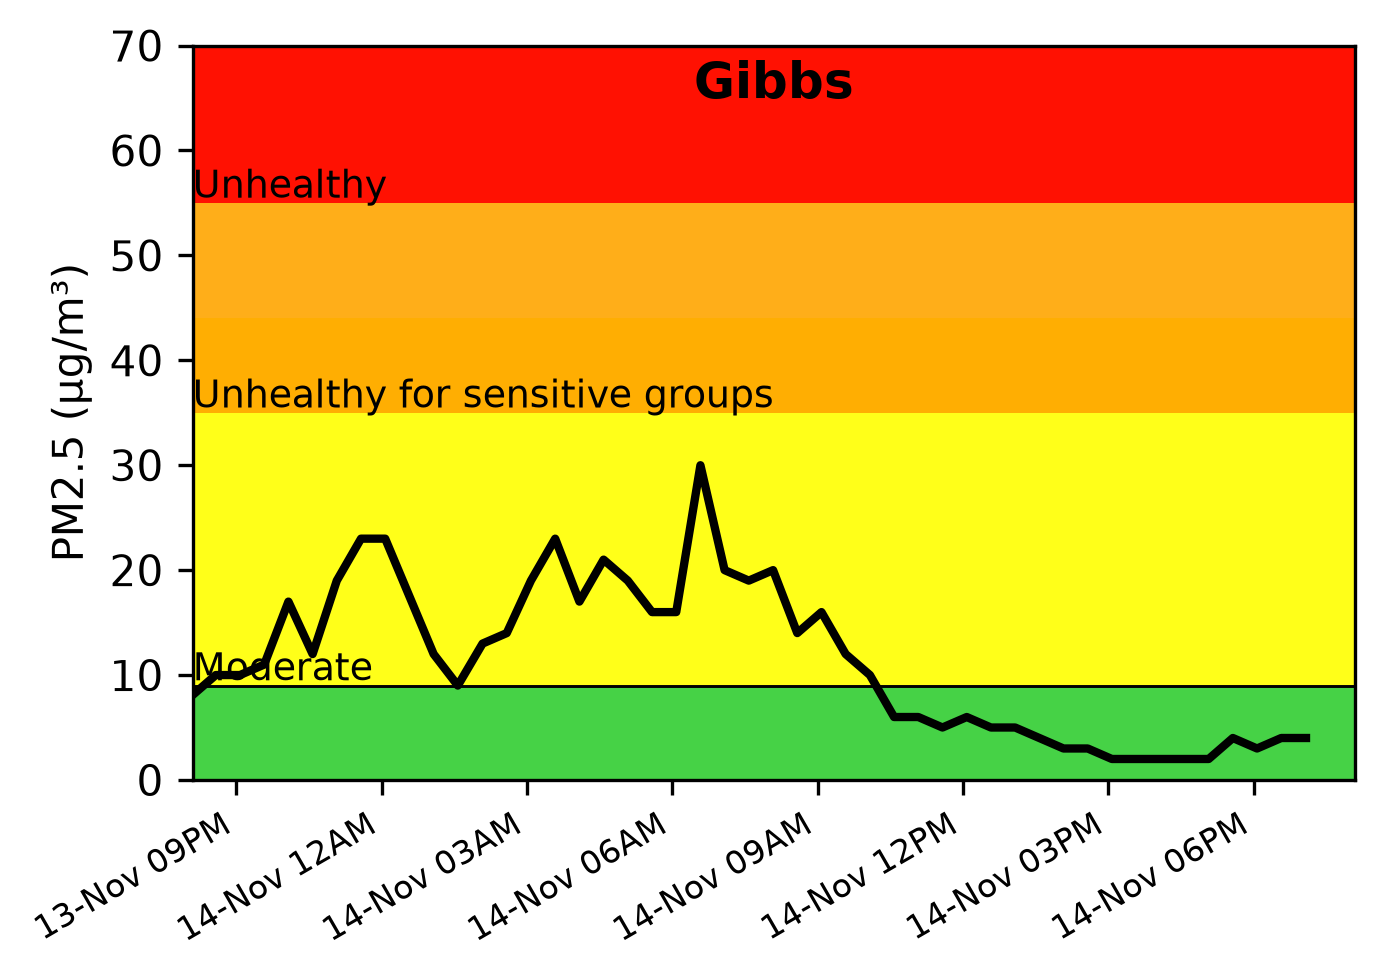 Gibbs
PM2.5 (µg/m³)
70
60
50
40
30
20
10
0
Unhealthy
Unhealthy for sensitive groups
Moderate
13-Nov 09PM
14-Nov 12AM
14-Nov 03AM
14-Nov 06AM
14-Nov 09AM
14-Nov 12PM
14-Nov 03PM
14-Nov 06PM